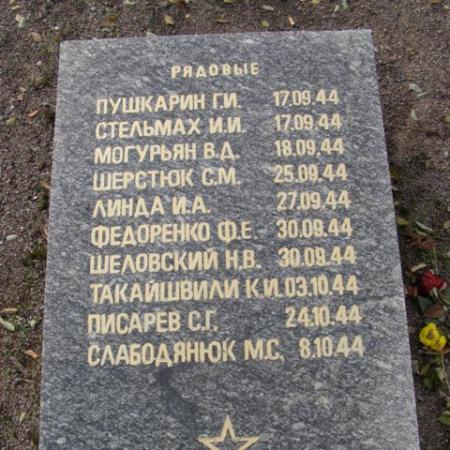 РЯДОВЫЕ
ПУШКАРИН Г.И. 17.09.44
СТЕЛЬМАХ И.И. 17.09.44
МОГУРЬЯН В.Д. 18.09.44
ШЕРСТЮК С.М. 25.09.44
ЛИНДА И.А. 27.09.44
ФЕДОРЕНКО Ф.Е. 30.09.44
ШЕЛОВСКИЙ Н.В. 30.09.44
ТАКАЙШВИЛИ К.И. 03.10.44
ПИСАРЕВ С.Г. 24.10.44
СЛАБОДЯНЮК М.С. 8.10.44